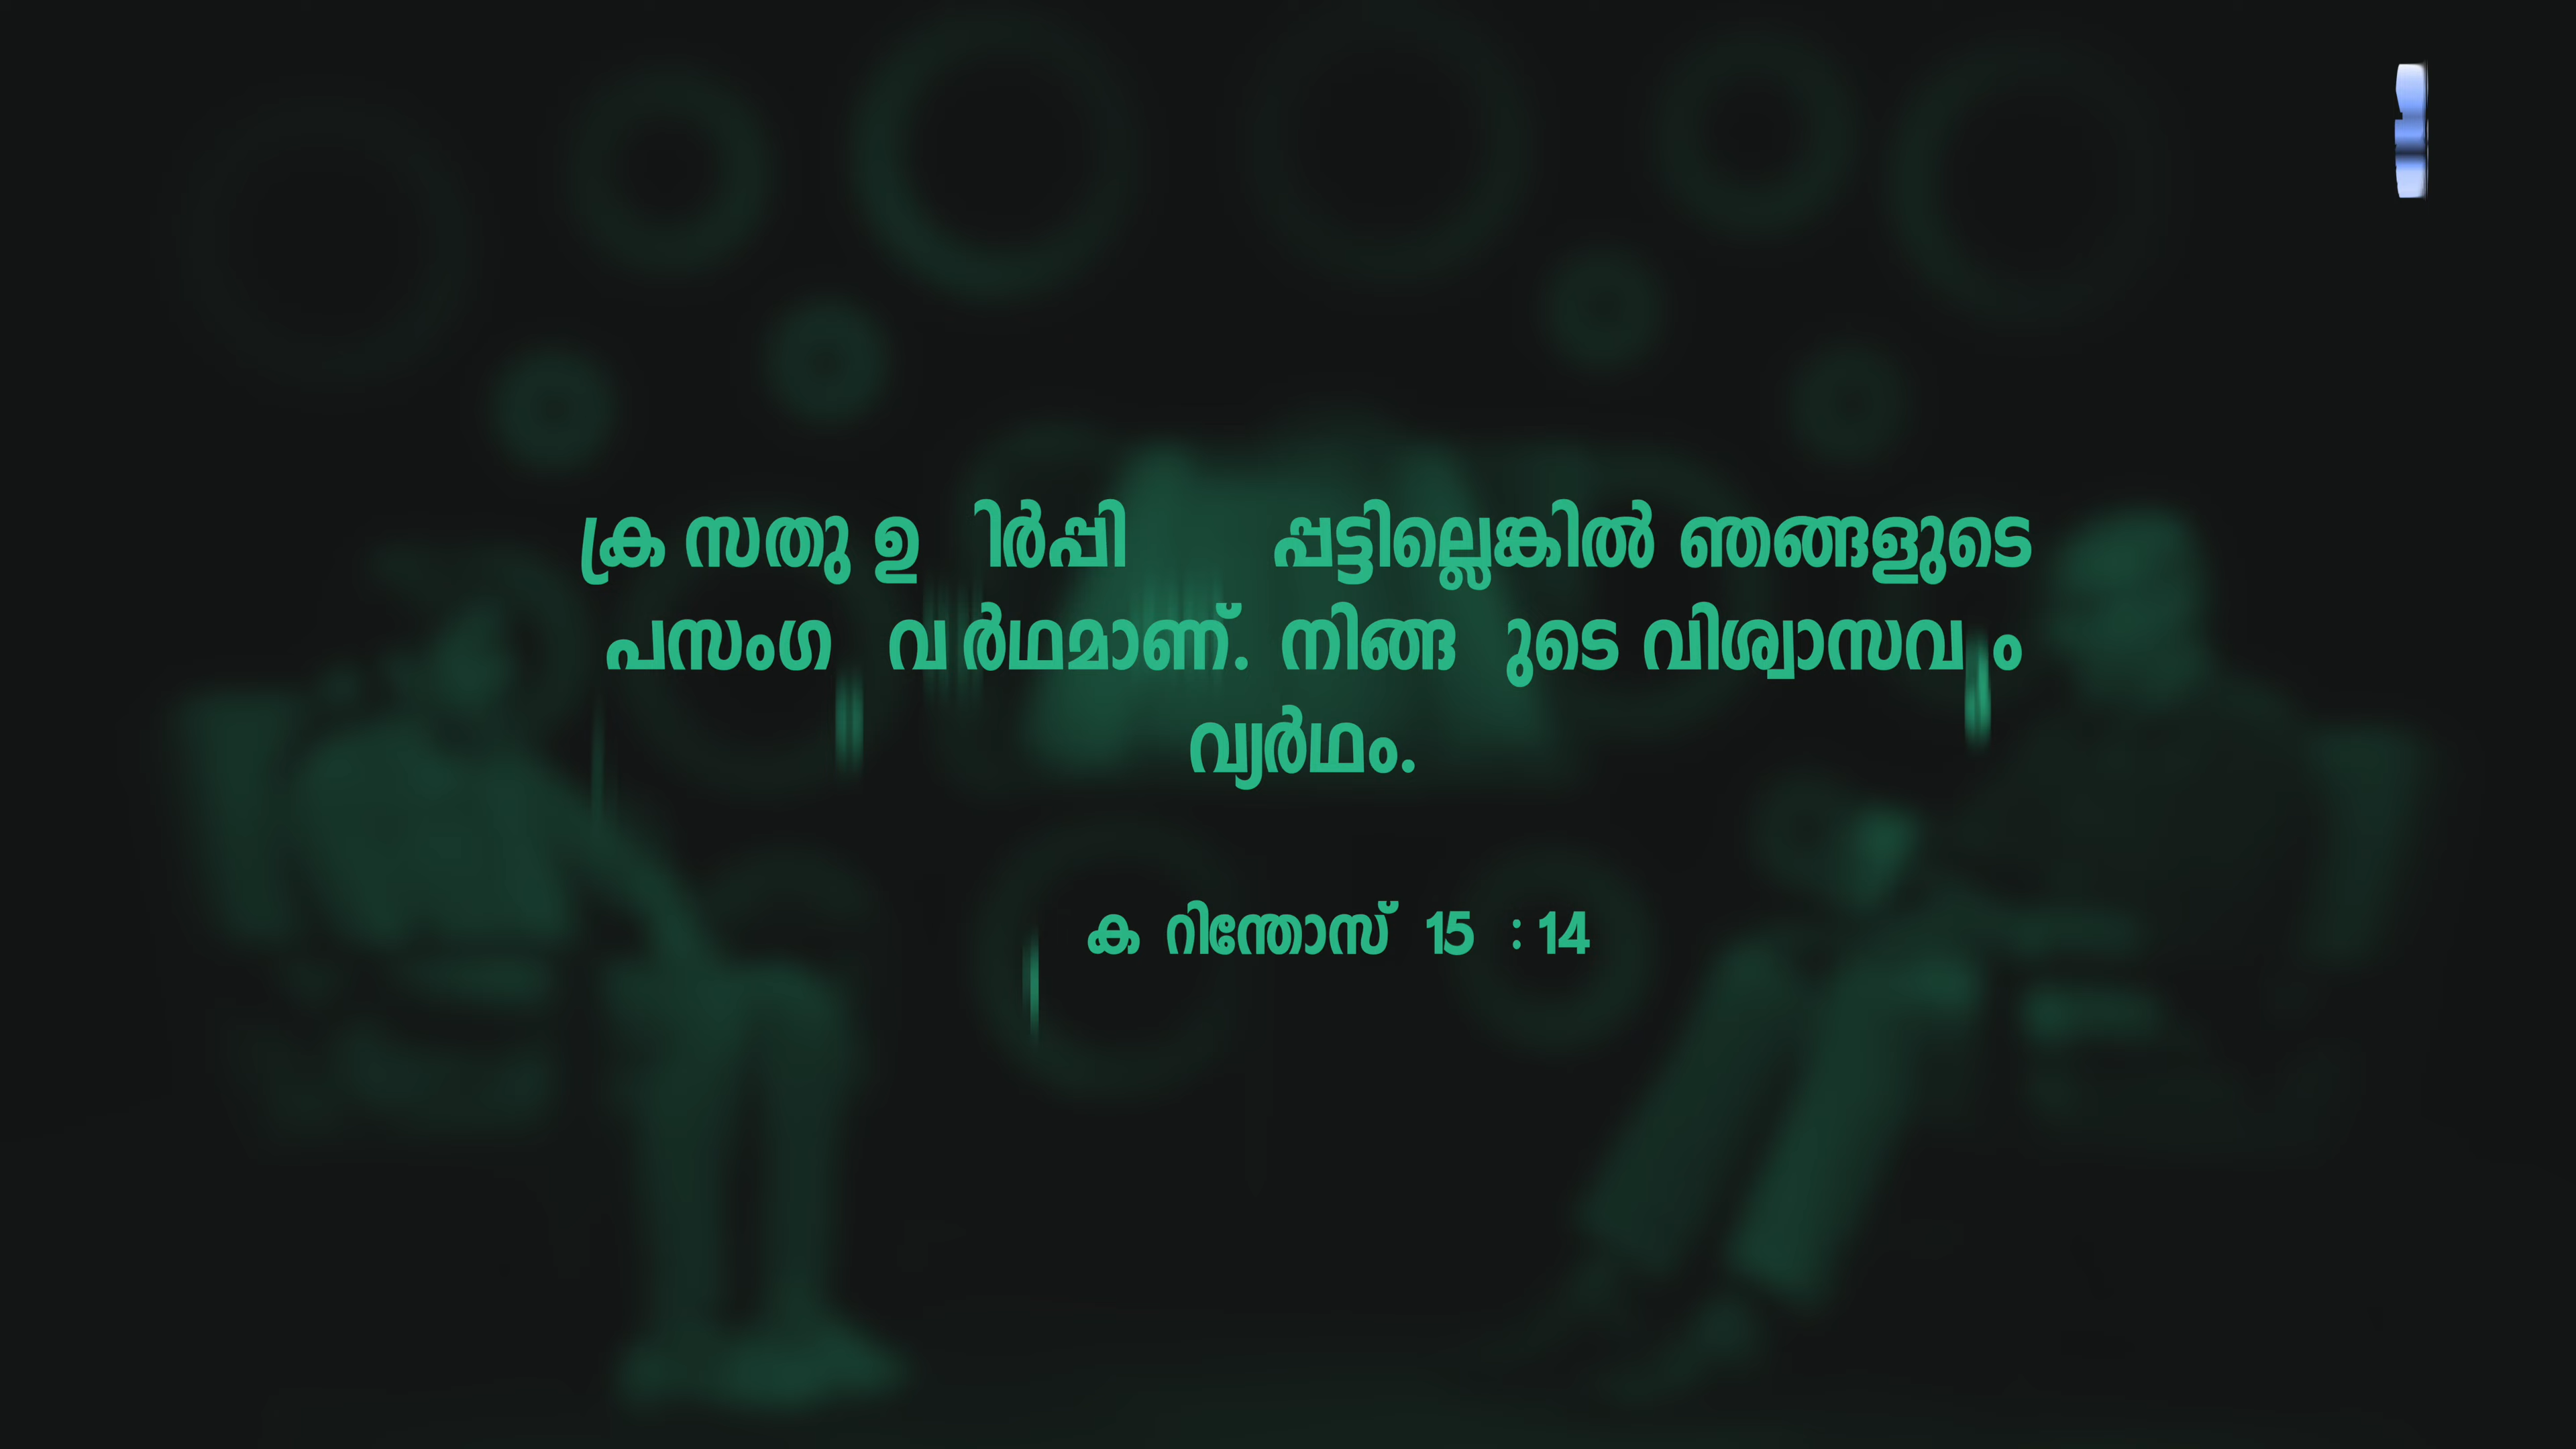 ക്ര സതു ഉ ിർപ്പി പ്പട്ടില്ലെങ്കിൽ ഞങ്ങളുടെ
പസംഗ വ ർഥമാണ്. നിങ്ങ ുടെ വിശ്വാസവ ം
വ്യർഥം.
ക റിന്തോസ് 15 : 14